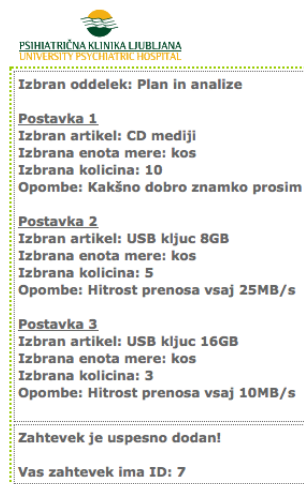 PSIHIATRIČNA KLINIKA LJUBLJANA
UNIVERSITY PSYCHIATRIC HOSPITAL
Izbran oddelek: Plan in analize
Postavka 1
Izbran artikel: CD mediji
Izbrana enota mere: kos
Izbrana kolicina: 10
Opombe: Kakšno dobro znamko prosim
Postavka 2
Izbran artikel: USB kljuc 8GB
Izbrana enota mere: kos
Izbrana kolicina: 5
Opombe: Hitrost prenosa vsaj 25MB/s
Postavka 3
Izbran artikel: USB kljuc 16GB
Izbrana enota mere: kos
Izbrana kolicina: 3
Opombe: Hitrost prenosa vsaj 10MB/s
Zahtevek je uspesno dodan!
Vas zahtevek ima ID: 7